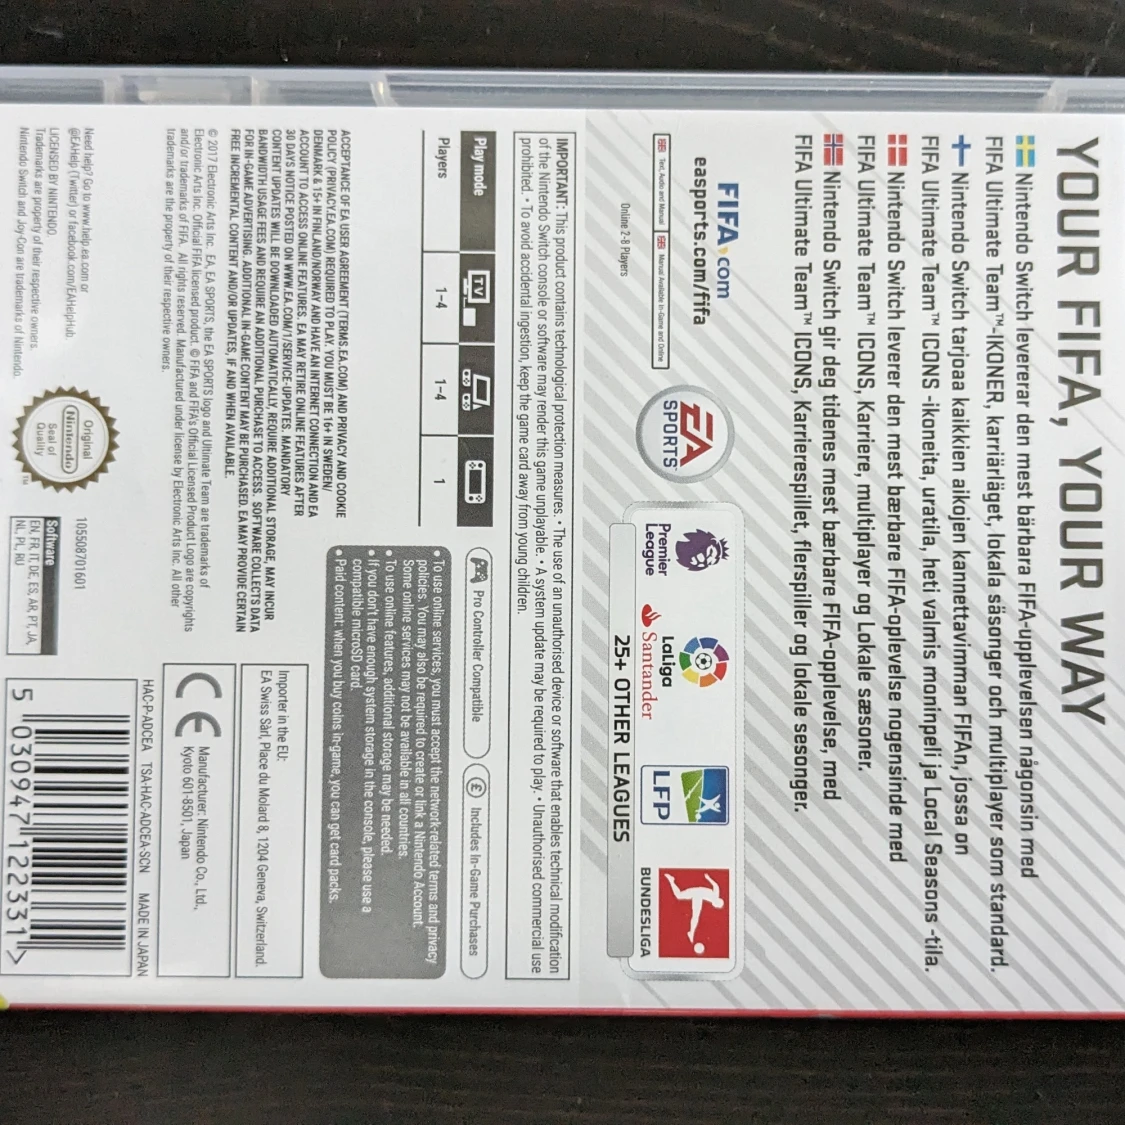 YOUR FIFA, YOUR WAY
Nintendo Switch levererar den mest bärbara FIFA-upplevelsen någonsin med
FIFA Ultimate Team™-IKONER, karriärläget, lokala säsonger och multiplayer som standard.
Nintendo Switch tarjoaa kaikkien aikojen kannettavimman FIFAn, jossa on
FIFA Ultimate Team™ ICONS -ikoneita, uratila, heti valmis moninpeli ja Local Seasons -tila.
Nintendo Switch leverer den mest bærbare FIFA-oplevelse nogensinde med
FIFA Ultimate Team™ ICONS, Karriere, multiplayer og Lokale sæsoner.
Nintendo Switch gir deg tidenes mest bærbare FIFA-opplevelse, med
FIFA Ultimate Team™ ICONS, Karrierespillet, flerspiller og lokale sesonger.
FIFA.com
easports.com/fifa
Text, Audio and Manual
Manual Available In-Game and Online
Online 2-8 Players
EA SPORTS™
Premier
League
LaLiga
Santander
LFP
BUNDESLIGA
25+ OTHER LEAGUES
IMPORTANT: This product contains technological protection measures. • The use of an unauthorised device or software that enables technical modification
of the Nintendo Switch console or software may render this game unplayable. • A system update may be required to play. • Unauthorised commercial use
prohibited. • To avoid accidental ingestion, keep the game card away from young children.
Play mode
TV
Players
1-4
1-4
1
Pro Controller Compatible
£ Includes In-Game Purchases
• To use online services, you must accept the network-related terms and privacy
policies. You may also be required to create or link a Nintendo Account.
Some online services may not be available in all countries.
• To use online features, additional storage may be needed.
• If you don't have enough system storage in the console, please use a
compatible microSD card.
• Paid content: when you buy coins in-game, you can get card packs.
ACCEPTANCE OF EA USER AGREEMENT (TERMS.EA.COM) AND PRIVACY AND COOKIE
POLICY (PRIVACY.EA.COM) REQUIRED TO PLAY. YOU MUST BE 16+ IN SWEDEN/
DENMARK & 15+ IN FINLAND/NORWAY AND HAVE AN INTERNET CONNECTION AND EA
ACCOUNT TO ACCESS ONLINE FEATURES. EA MAY RETIRE ONLINE FEATURES AFTER
30 DAYS NOTICE POSTED ON WWW.EA.COM/1/SERVICE-UPDATES. MANDATORY
CONTENT UPDATES WILL BE DOWNLOADED AUTOMATICALLY, REQUIRE ADDITIONAL STORAGE, MAY INCUR
BANDWIDTH USAGE FEES AND REQUIRE AN ADDITIONAL PURCHASE TO ACCESS. SOFTWARE COLLECTS DATA
FOR IN-GAME ADVERTISING. ADDITIONAL IN-GAME CONTENT MAY BE PURCHASED. EA MAY PROVIDE CERTAIN
FREE INCREMENTAL CONTENT AND/OR UPDATES, IF AND WHEN AVAILABLE.
© 2017 Electronic Arts Inc. EA, EA SPORTS, the EA SPORTS logo and Ultimate Team are trademarks of
Electronic Arts Inc. Official FIFA licensed product. © FIFA and FIFA's Official Licensed Product Logo are copyrights
and/or trademarks of FIFA. All rights reserved. Manufactured under license by Electronic Arts Inc. All other
trademarks are the property of their respective owners.
Importer in the EU:
EA Swiss Sàrl, Place du Molard 8, 1204 Geneva, Switzerland.
CE
Manufacturer: Nintendo Co., Ltd.,
Kyoto 601-8501, Japan
Need help? Go to www.help.ea.com or
@EAHelp (Twitter) or facebook.com/EAHelpHub.
LICENSED BY NINTENDO
Trademarks are property of their respective owners.
Nintendo Switch and Joy-Con are trademarks of Nintendo.
Original
Nintendo
Seal of
Quality
TM
105508701601
Software
EN, FR, IT, DE, ES, AR, PT, JA,
NL, PL, RU
HAC-P-ADCEA TSA-HAC-ADCEA-SCN MADE IN JAPAN
5 030947 122331 >